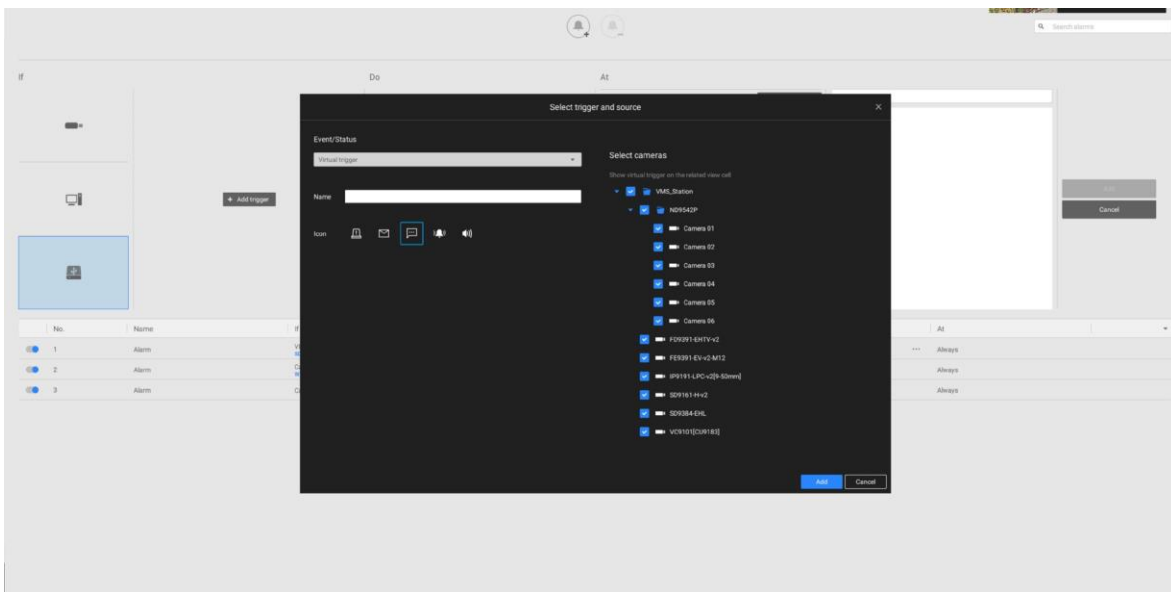 Search alarms
If
Do
At
Select trigger and source
Event/Status
Virtual trigger
Name
Icon
Select cameras
Show virtual trigger on the related view cell
VMS_Station
ND9542P
Camera 01
Camera 02
Camera 03
Camera 04
Camera 05
Camera 06
FD9391-EHTV-v2
FE9391-EV-v2-M12
IP9191-LPC-v2[9-50mm]
SD9161-H-v2
SD9384-EHL
VC9101[CU9183]
Add
Cancel
+ Add trigger
Cancel
No.
Name
If
At
1
Alarm
... Always
2
Alarm
Always
3
Alarm
Always